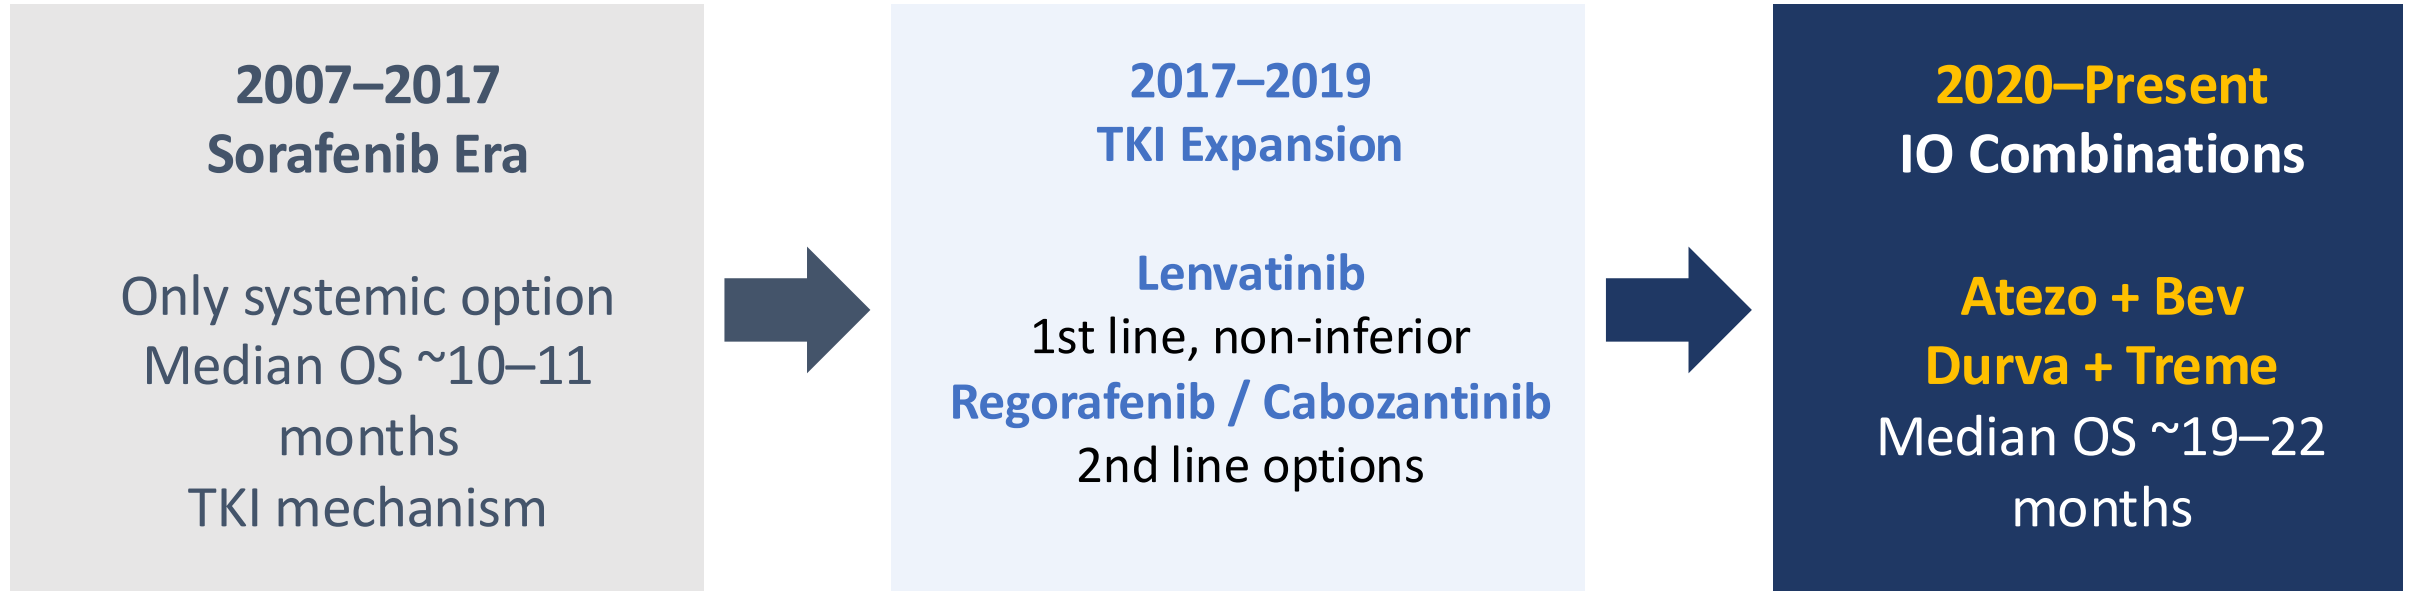 2007–2017
Sorafenib Era
Only systemic option
Median OS ~10–11
months
TKI mechanism
2017–2019
TKI Expansion
Lenvatinib
1st line, non-inferior
Regorafenib / Cabozantinib
2nd line options
2020–Present
IO Combinations
Atezo + Bev
Durva + Treme
Median OS ~19–22
months